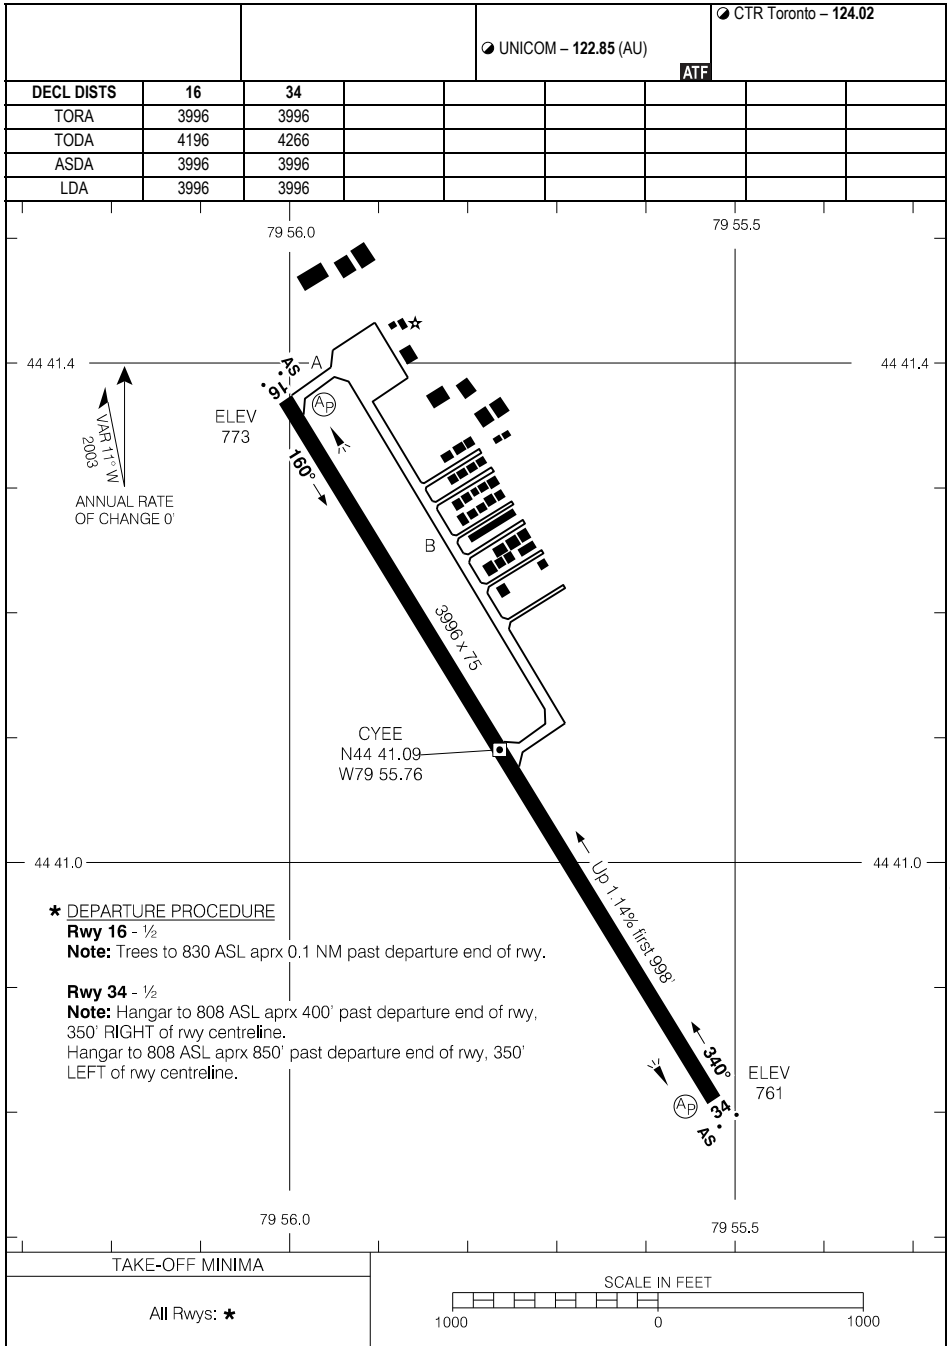 CTR Toronto – 124.02
UNICOM – 122.85 (AU)
ATF
DECL DISTS 16 34
TORA 3996 3996
TODA 4196 4266
ASDA 3996 3996
LDA 3996 3996
79 56.0
79 55.5
44 41.4
44 41.4
AS
A
16
AP
ELEV
773
VAR 11° W
2003
160°
ANNUAL RATE
OF CHANGE 0'
B
3996 x 75
CYEE
N44 41.09
W79 55.76
44 41.0
44 41.0
Up 1.14% first 998'
* DEPARTURE PROCEDURE
Rwy 16 - ½
Note: Trees to 830 ASL aprx 0.1 NM past departure end of rwy.
Rwy 34 - ½
Note: Hangar to 808 ASL aprx 400' past departure end of rwy,
350' RIGHT of rwy centreline.
Hangar to 808 ASL aprx 850' past departure end of rwy, 350'
LEFT of rwy centreline.
340°
ELEV
761
AP
34
AS
79 56.0
79 55.5
TAKE-OFF MINIMA
All Rwys: *
SCALE IN FEET
1000 0 1000